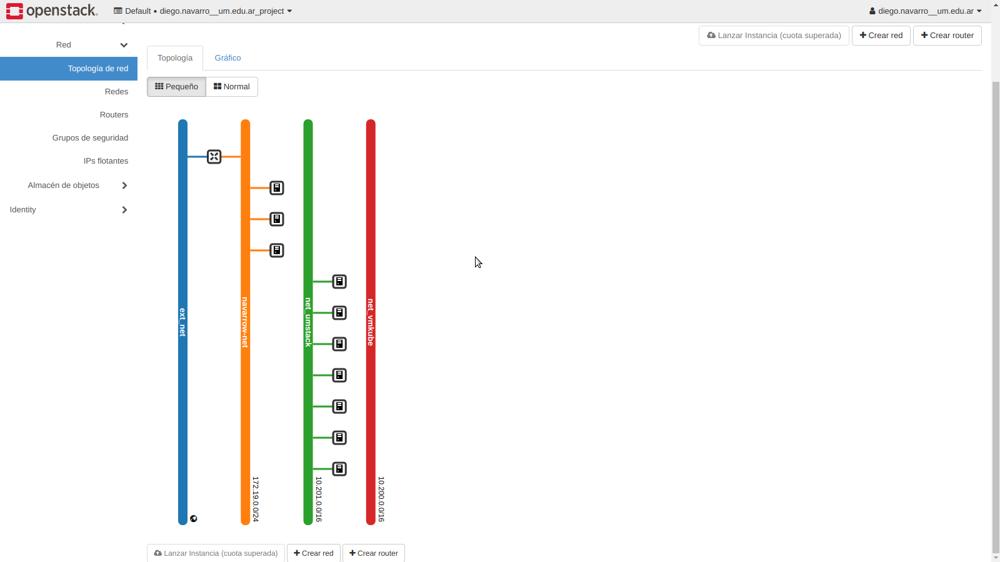 openstack.
Default • diego.navarro__um.edu.ar_project
diego.navarro__um.edu.ar
Lanzar Instancia (cuota superada)
Crear red
Crear router
Red
Topología de red
Redes
Routers
Grupos de seguridad
IPs flotantes
Almacén de objetos
Identity
Topología
Gráfico
Pequeño
Normal
ext_net
navarrow-net
172.19.0.0/24
net_umstack
10.201.0.0/16
net_vmkube
10.200.0.0/16
Lanzar Instancia (cuota superada)
Crear red
Crear router